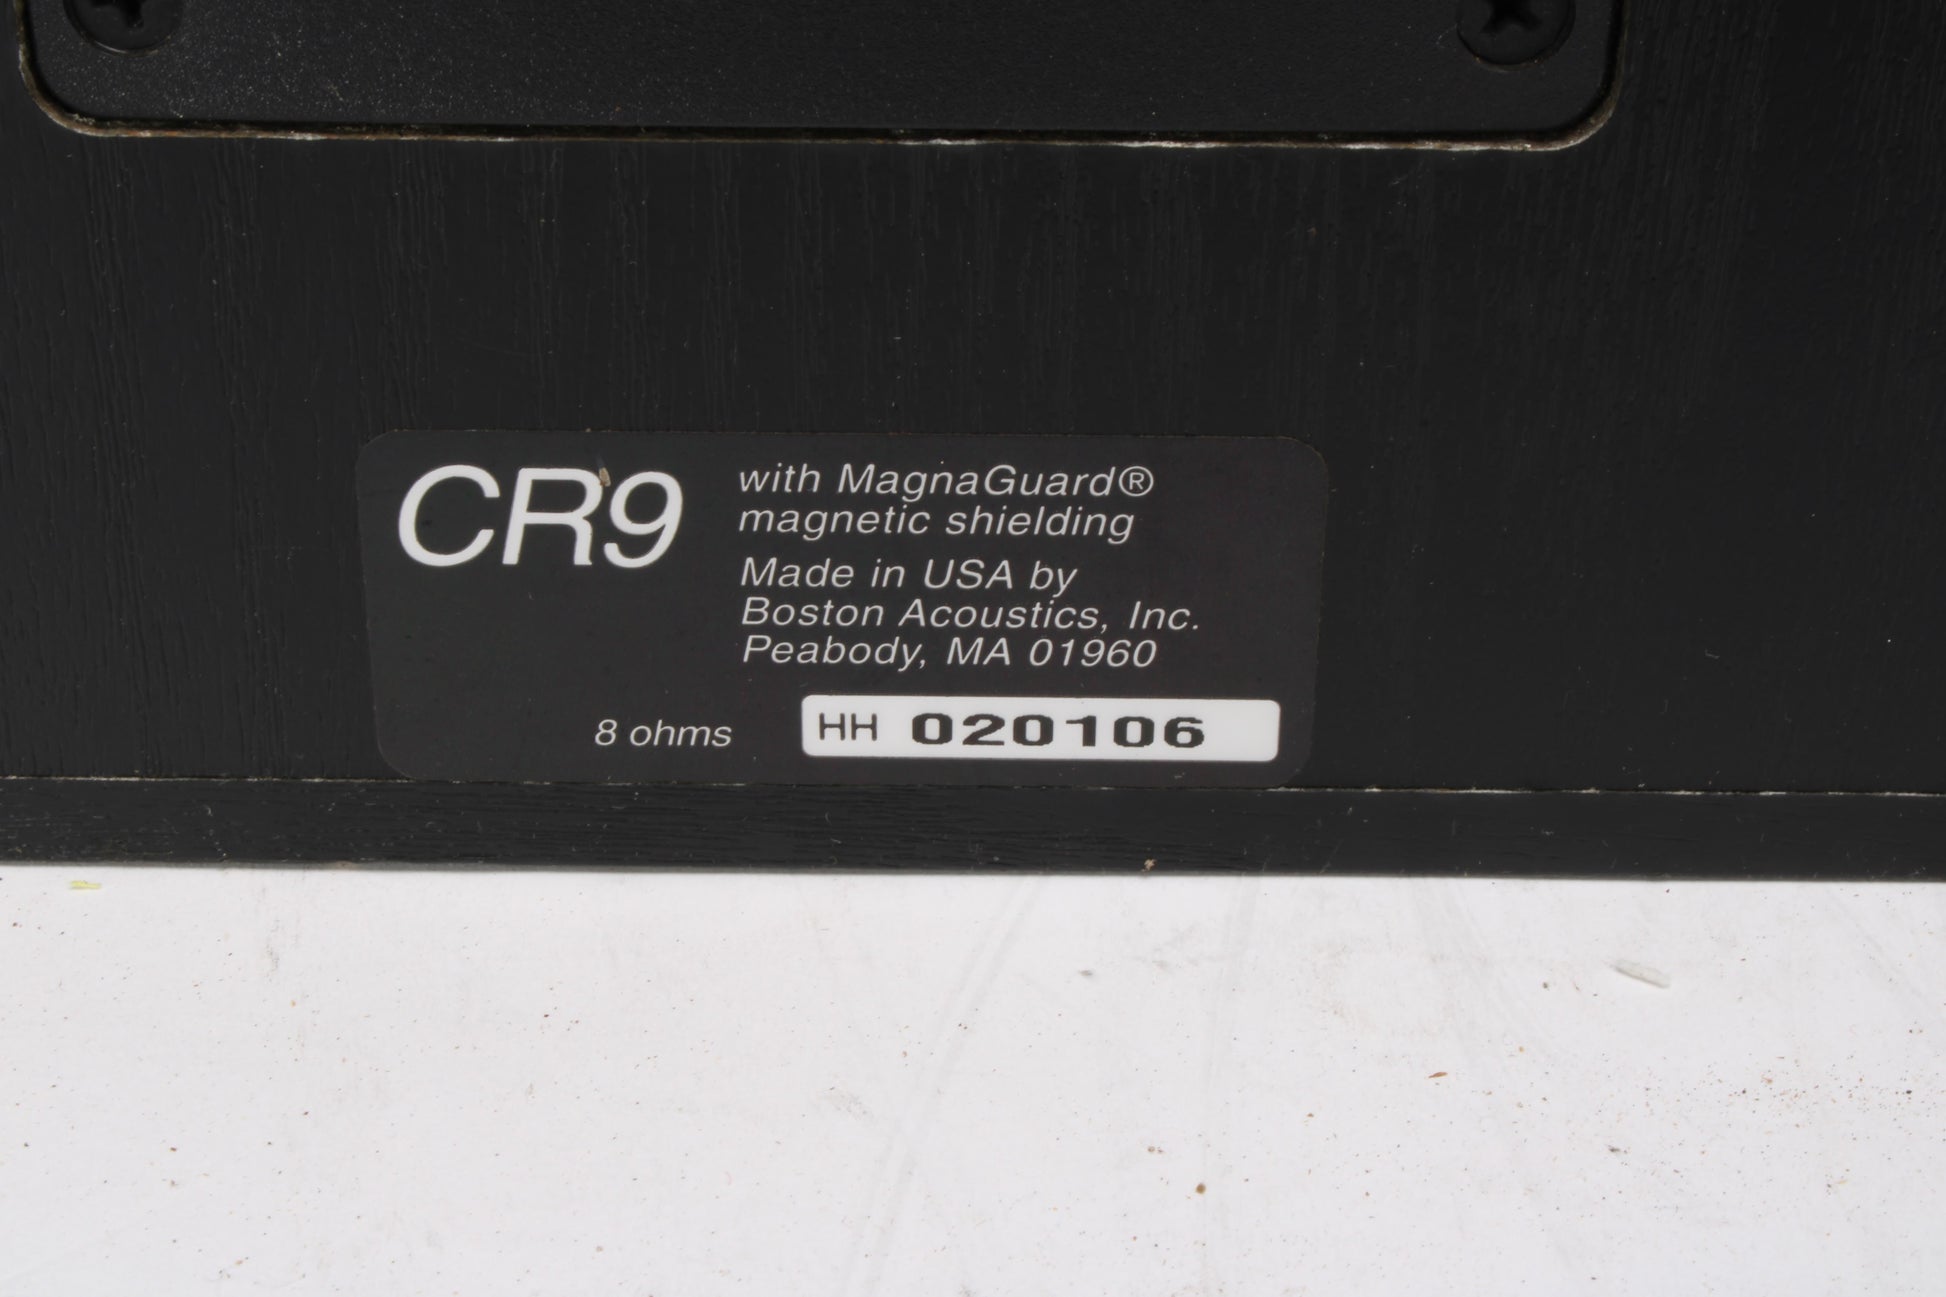 CR9
with MagnaGuard®
magnetic shielding
Made in USA by
Boston Acoustics, Inc.
Peabody, MA 01960
8 ohms HH 020106